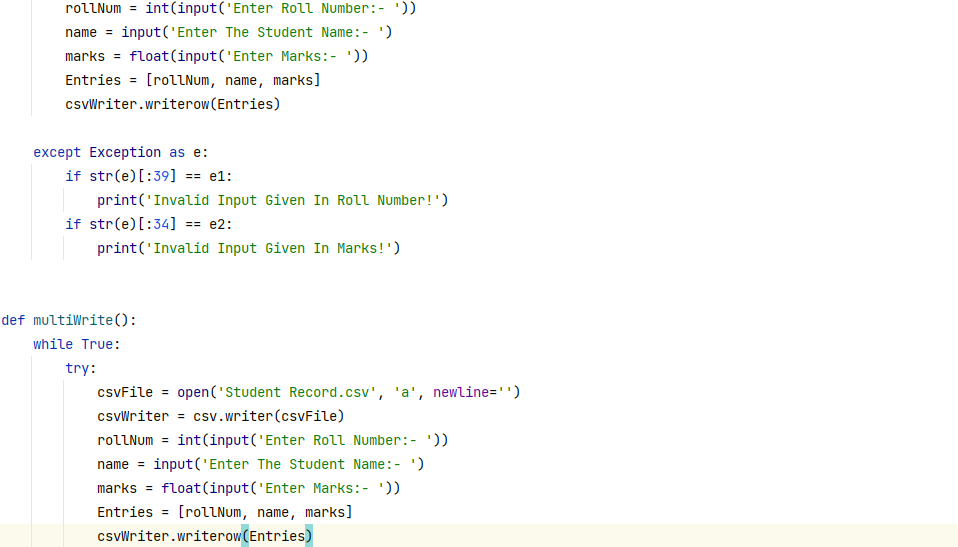 rollNum = int(input('Enter Roll Number:- '))
name = input('Enter The Student Name:- ')
marks = float(input('Enter Marks:- '))
Entries = [rollNum, name, marks]
csvWriter.writerow(Entries)
except Exception as e:
if str(e)[:39] == e1:
print('Invalid Input Given In Roll Number!')
if str(e)[:34] == e2:
print('Invalid Input Given In Marks!')
def multiWrite():
while True:
try:
csvFile = open('Student Record.csv', 'a', newline='')
csvWriter = csv.writer(csvFile)
rollNum = int(input('Enter Roll Number:- '))
name = input('Enter The Student Name:- ')
marks = float(input('Enter Marks:- '))
Entries = [rollNum, name, marks]
csvWriter.writerow(Entries)